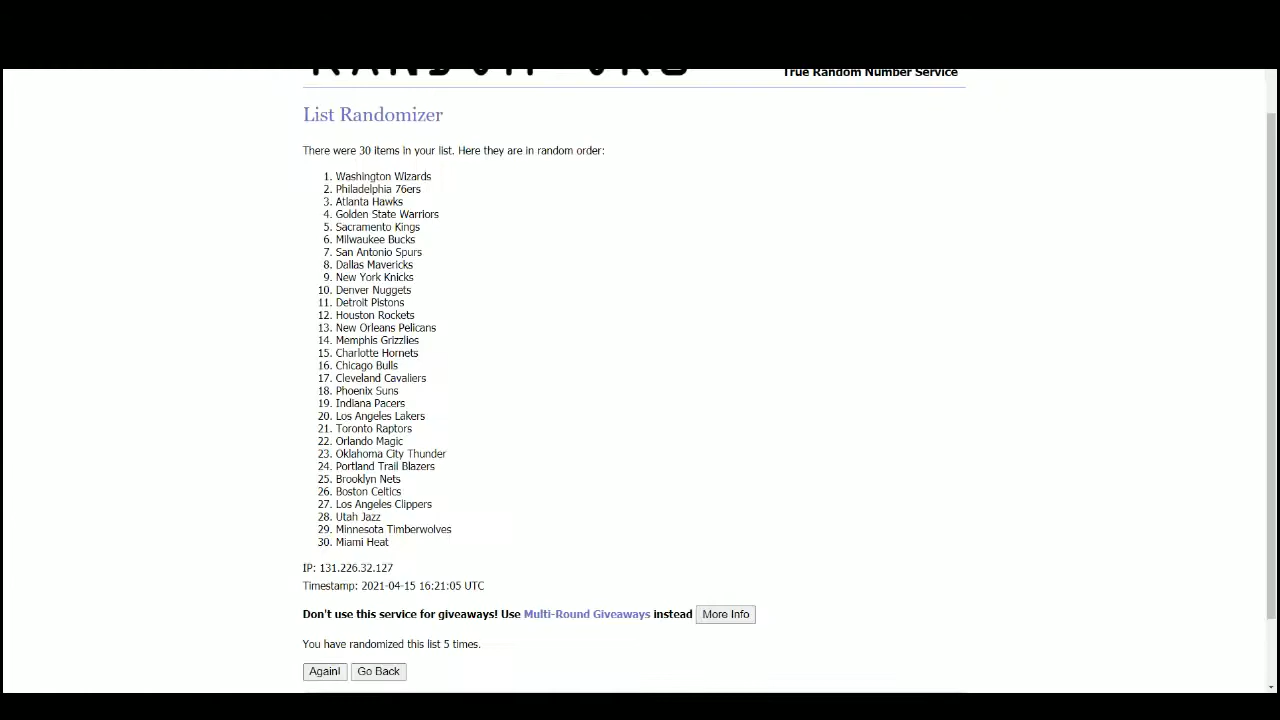 RANDOM.ORG
True Random Number Service
List Randomizer
There were 30 items in your list. Here they are in random order:
1. Washington Wizards
2. Philadelphia 76ers
3. Atlanta Hawks
4. Golden State Warriors
5. Sacramento Kings
6. Milwaukee Bucks
7. San Antonio Spurs
8. Dallas Mavericks
9. New York Knicks
10. Denver Nuggets
11. Detroit Pistons
12. Houston Rockets
13. New Orleans Pelicans
14. Memphis Grizzlies
15. Charlotte Hornets
16. Chicago Bulls
17. Cleveland Cavaliers
18. Phoenix Suns
19. Indiana Pacers
20. Los Angeles Lakers
21. Toronto Raptors
22. Orlando Magic
23. Oklahoma City Thunder
24. Portland Trail Blazers
25. Brooklyn Nets
26. Boston Celtics
27. Los Angeles Clippers
28. Utah Jazz
29. Minnesota Timberwolves
30. Miami Heat
IP: 131.226.32.127
Timestamp: 2021-04-15 16:21:05 UTC
Don't use this service for giveaways! Use Multi-Round Giveaways instead More Info
You have randomized this list 5 times.
Again! Go Back